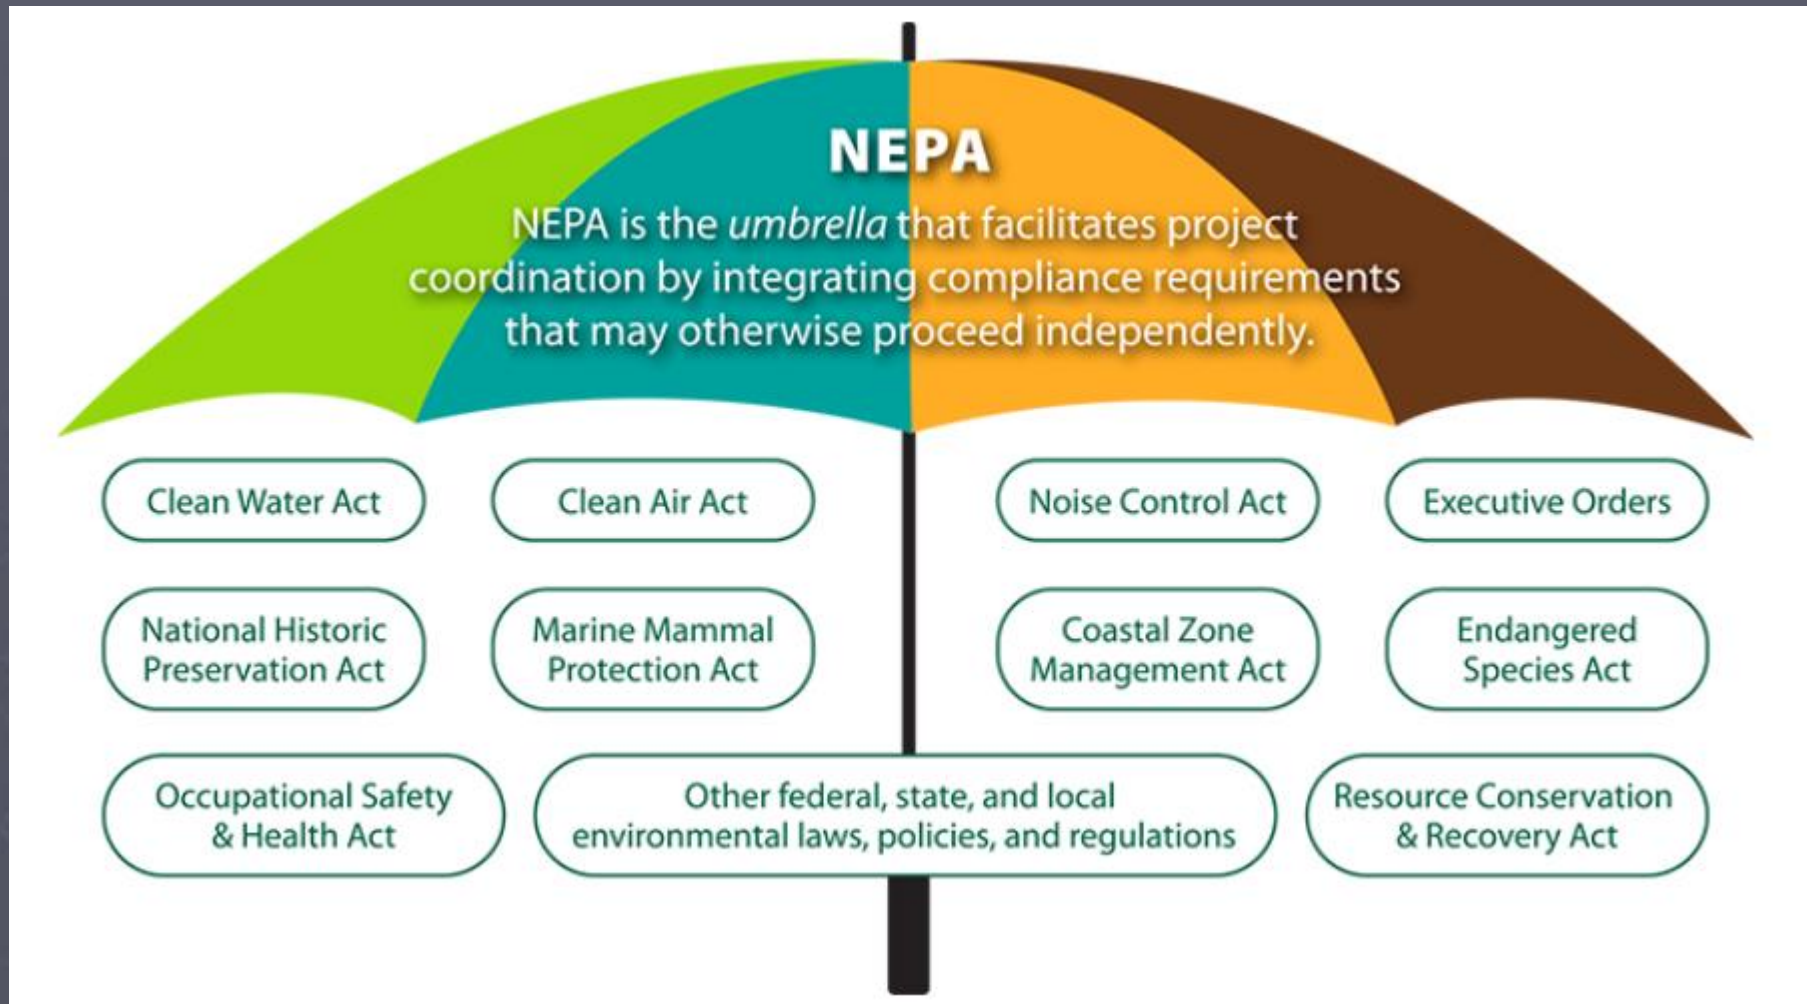 NEPA
NEPA is the umbrella that facilitates project
coordination by integrating compliance requirements
that may otherwise proceed independently.
Clean Water Act
Clean Air Act
Noise Control Act
Executive Orders
National Historic
Preservation Act
Marine Mammal
Protection Act
Coastal Zone
Management Act
Endangered
Species Act
Occupational Safety
& Health Act
Other federal, state, and local
environmental laws, policies, and regulations
Resource Conservation
& Recovery Act